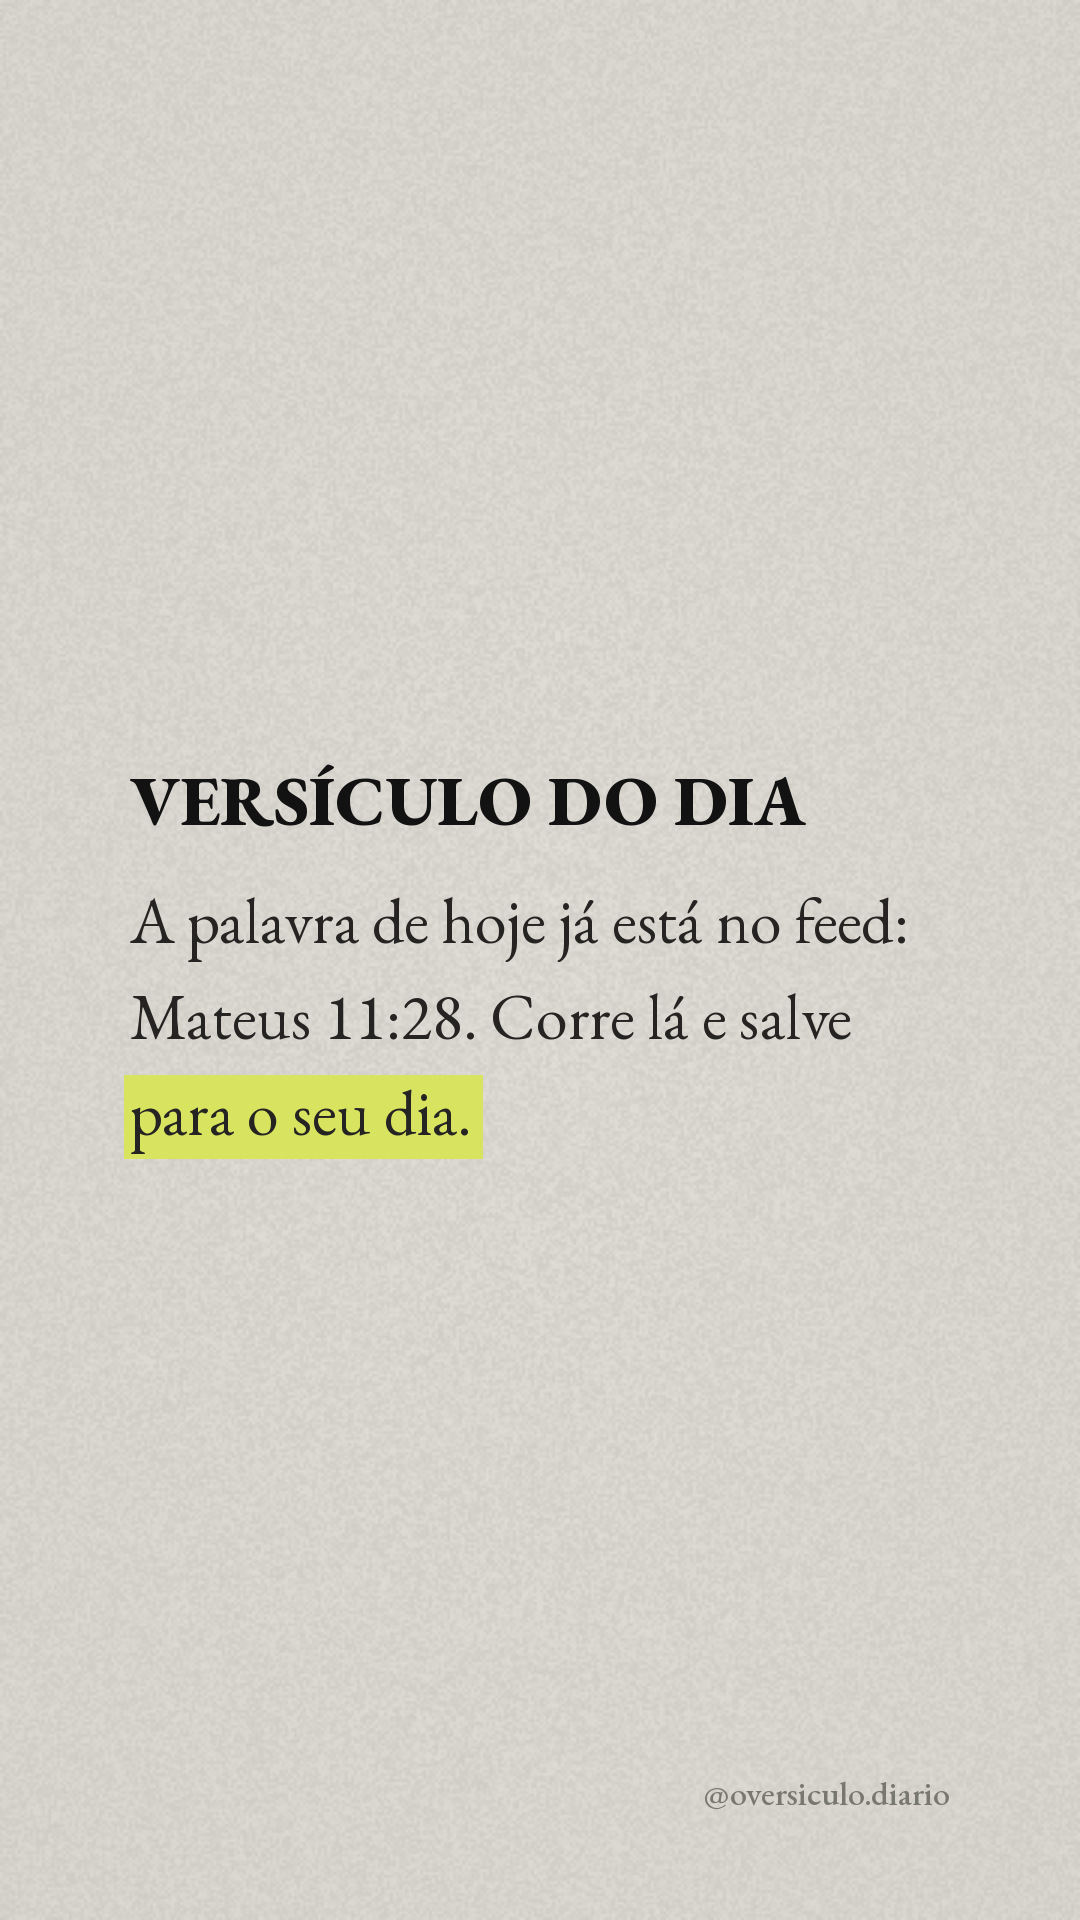 VERSÍCULO DO DIA
A palavra de hoje já está no feed:
Mateus 11:28. Corre lá e salve
para o seu dia.
@oversiculo.diario